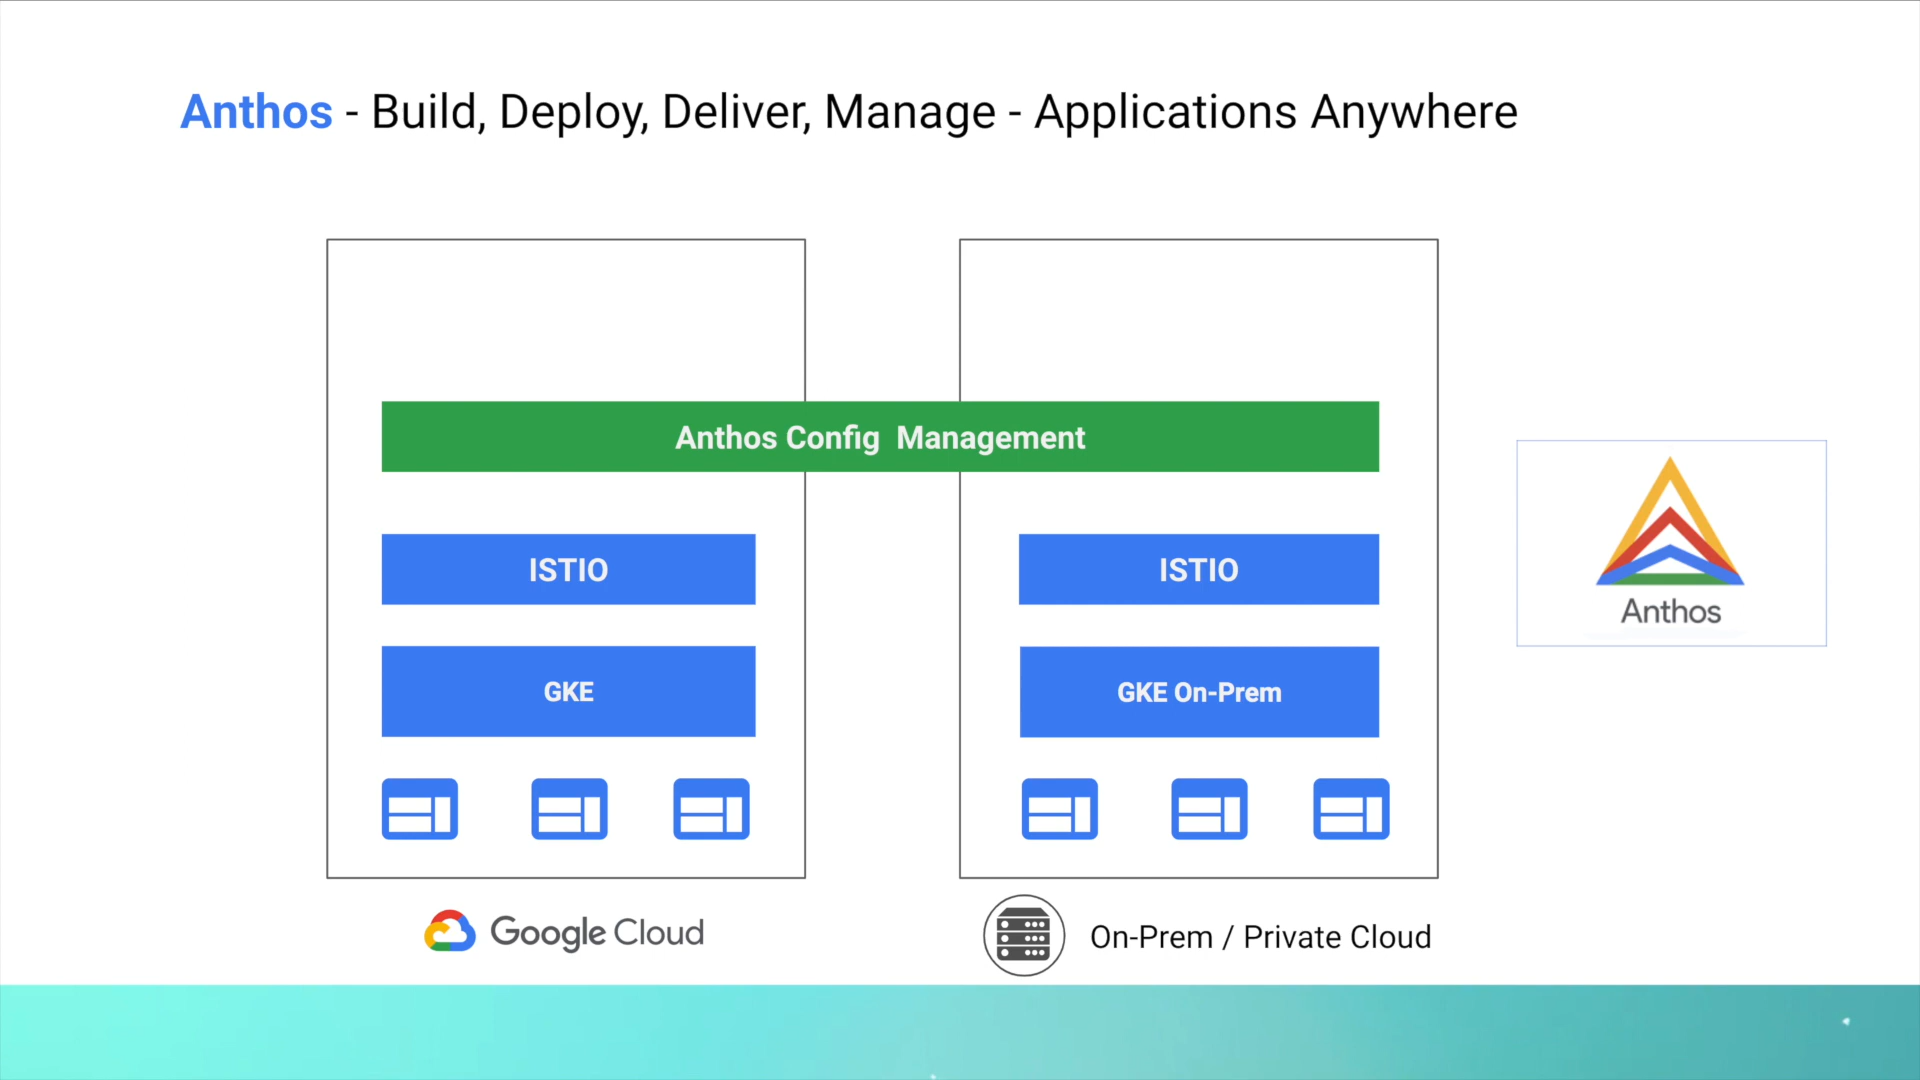 Anthos - Build, Deploy, Deliver, Manage - Applications Anywhere
Anthos Config Management
ISTIO
ISTIO
GKE
GKE On-Prem
Anthos
Google Cloud
On-Prem / Private Cloud